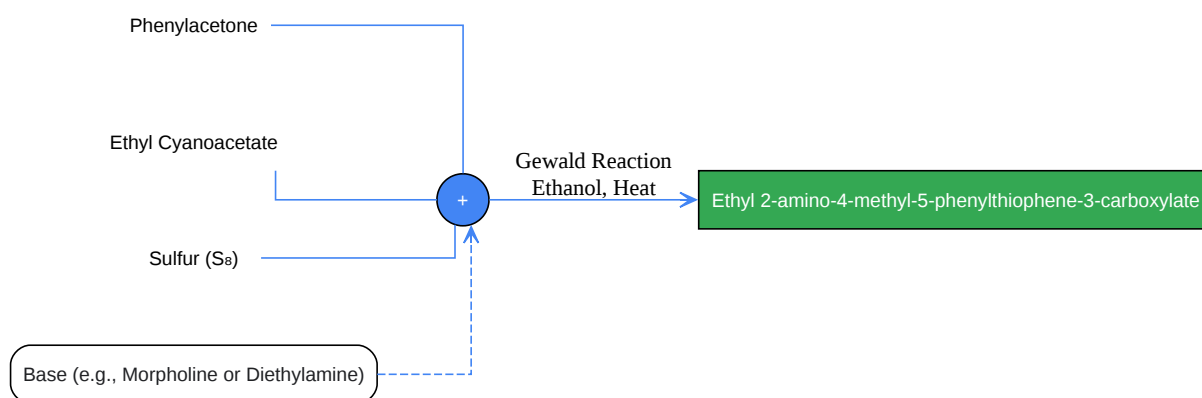 Phenylacetone
Ethyl Cyanoacetate
Gewald Reaction
Ethanol, Heat
+
Ethyl 2-amino-4-methyl-5-phenylthiophene-3-carboxylate
Sulfur (S₈)
Base (e.g., Morpholine or Diethylamine)